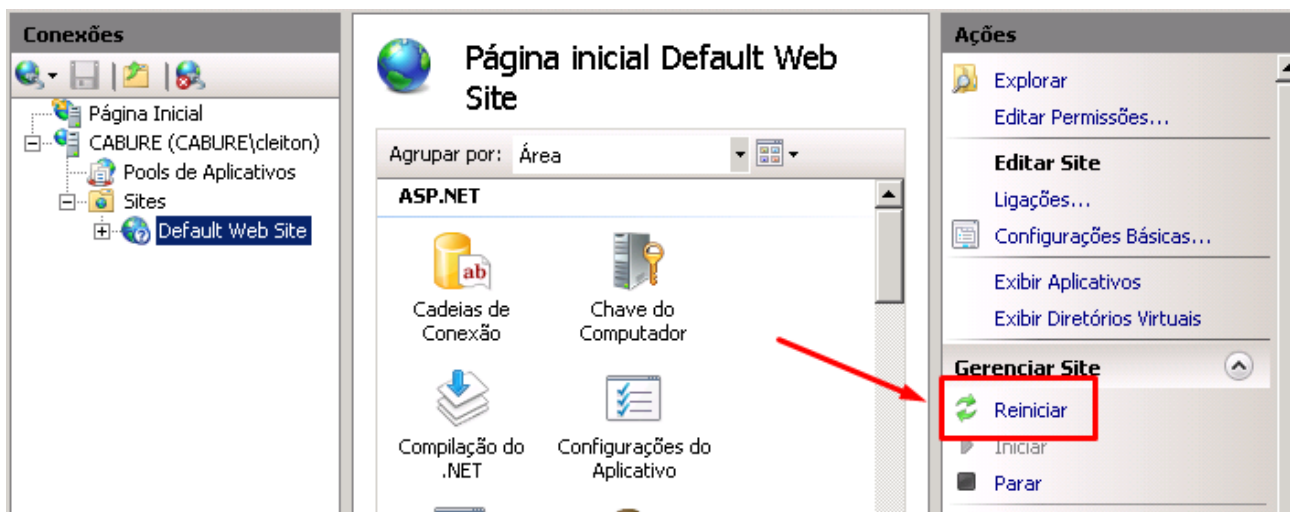 Conexões
Página Inicial
CABURE (CABURE\cleiton)
Pools de Aplicativos
Sites
Default Web Site
Página inicial Default Web
Site
Agrupar por: Área
ASP.NET
Cadeias de
Conexão
Chave do
Computador
Compilação do
.NET
Configurações do
Aplicativo
Ações
Explorar
Editar Permissões...
Editar Site
Ligações...
Configurações Básicas...
Exibir Aplicativos
Exibir Diretórios Virtuais
Gerenciar Site
Reiniciar
Iniciar
Parar